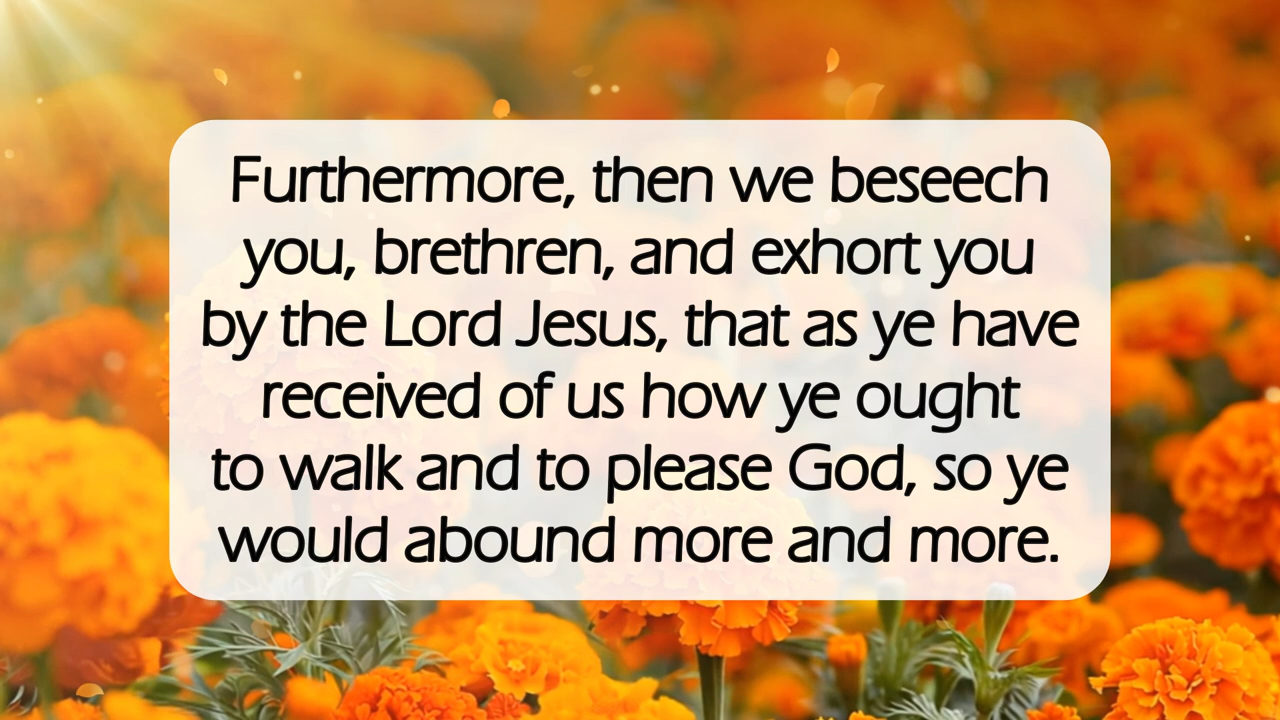 Furthermore, then we beseech
you, brethren, and exhort you
by the Lord Jesus, that as ye have
received of us how ye ought
to walk and to please God, so ye
would abound more and more.